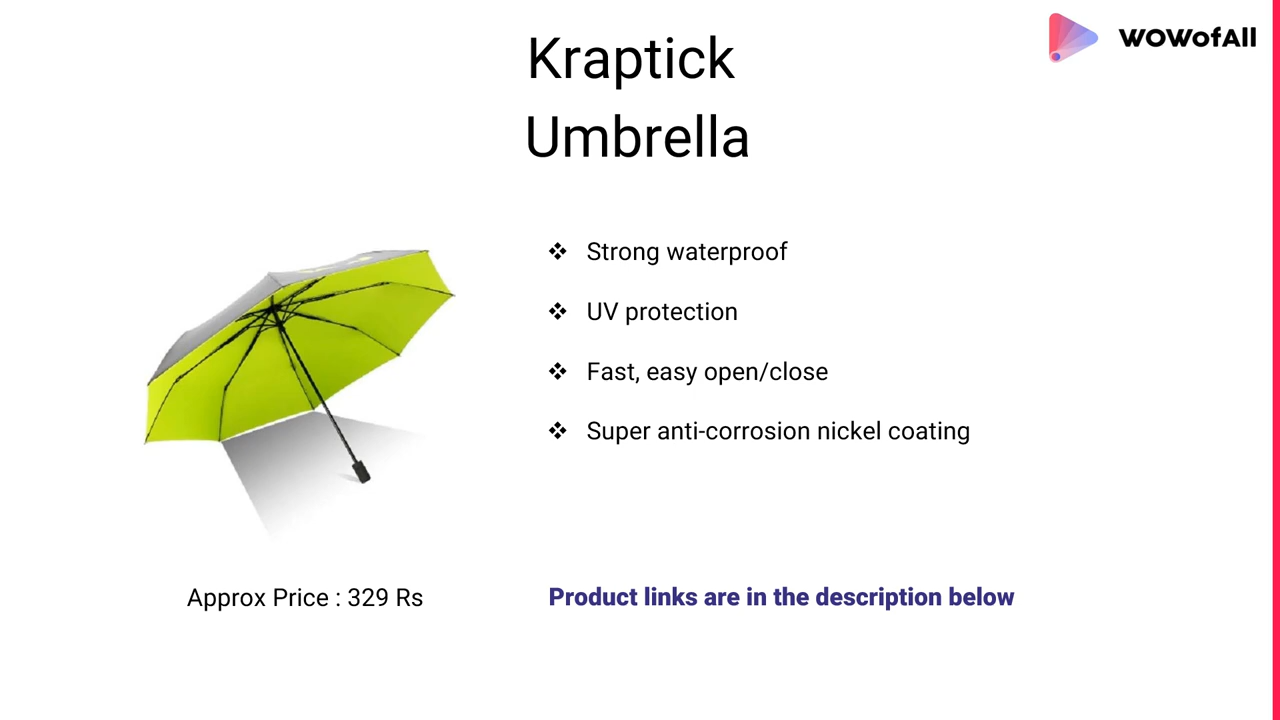 WOWofAll
Kraptick
Umbrella
❖ Strong waterproof
❖ UV protection
❖ Fast, easy open/close
❖ Super anti-corrosion nickel coating
Approx Price : 329 Rs
Product links are in the description below